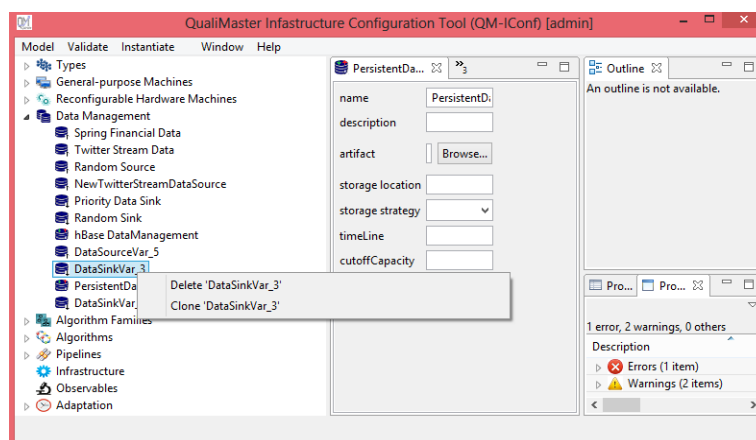 QM QualiMaster Infastructure Configuration Tool (QM-IConf) [admin]
Model Validate Instantiate Window Help
Types
General-purpose Machines
Reconfigurable Hardware Machines
Data Management
Spring Financial Data
Twitter Stream Data
Random Source
NewTwitterStreamDataSource
Priority Data Sink
Random Sink
hBase DataManagement
DataSourceVar_5
DataSinkVar_3
PersistentDa
DataSinkVar_
Algorithm Families
Algorithms
Pipelines
Infrastructure
Observables
Adaptation
Delete 'DataSinkVar_3'
Clone 'DataSinkVar_3'
PersistentDa... 3
name PersistentD
description
artifact Browse...
storage location
storage strategy
timeLine
cutoffCapacity
Outline
An outline is not available.
Pro... Pro...
1 error, 2 warnings, 0 others
Description
Errors (1 item)
Warnings (2 items)